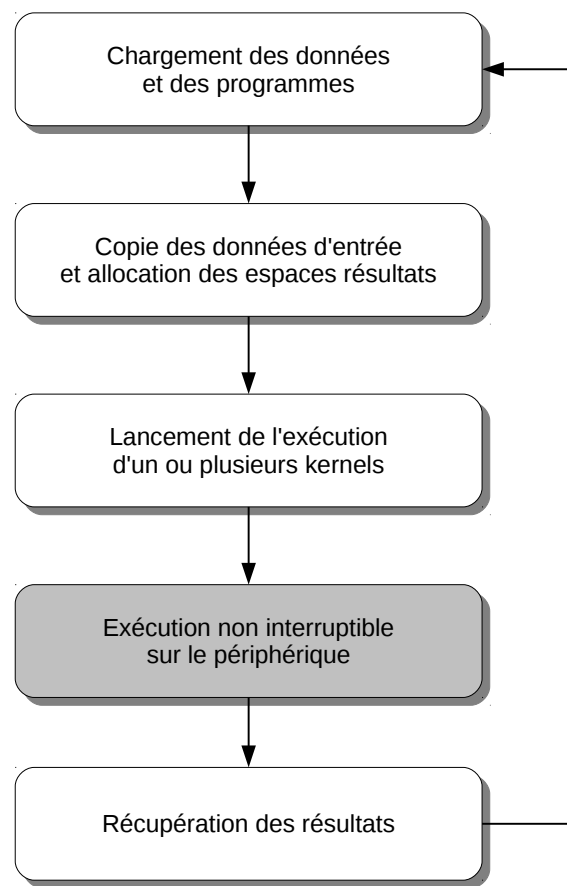 Chargement des données
et des programmes
Copie des données d'entrée
et allocation des espaces résultats
Lancement de l'exécution
d'un ou plusieurs kernels
Exécution non interruptible
sur le périphérique
Récupération des résultats